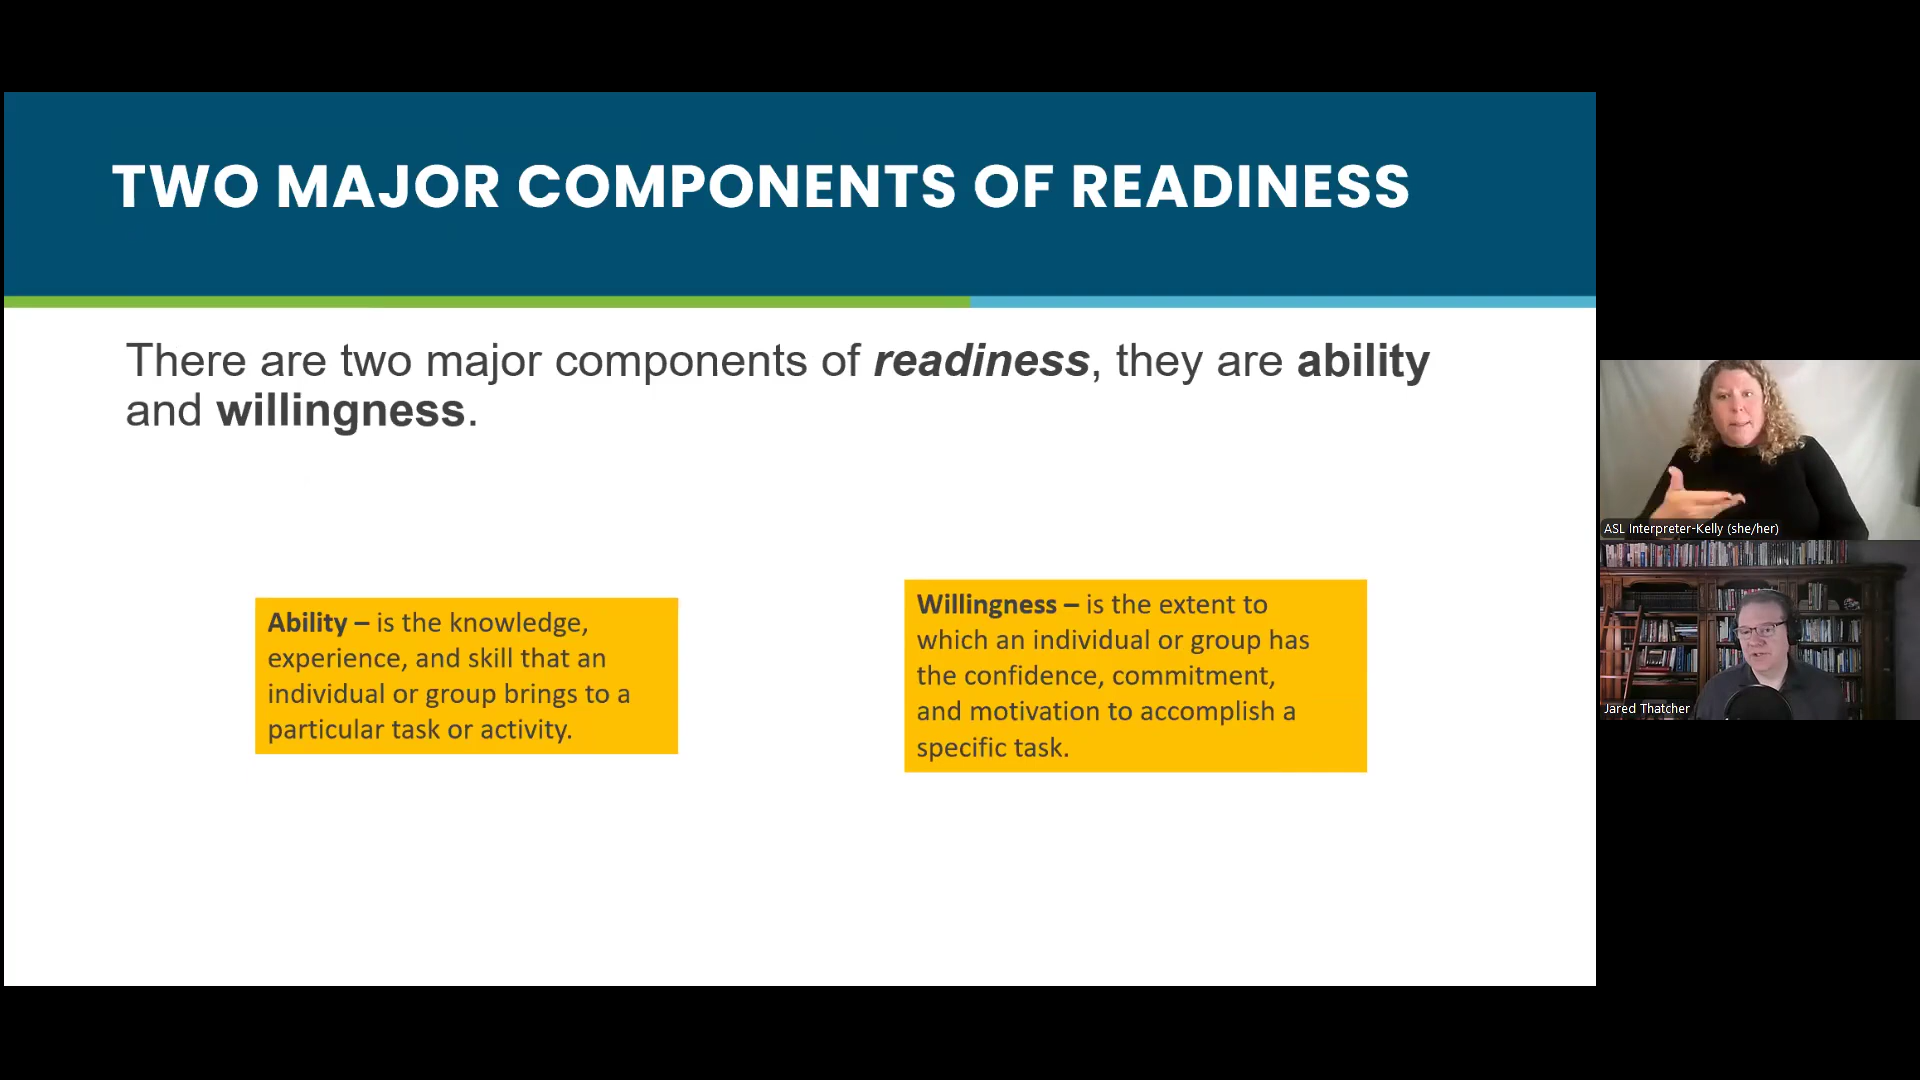 TWO MAJOR COMPONENTS OF READINESS
There are two major components of readiness, they are ability
and willingness.
Ability – is the knowledge,
experience, and skill that an
individual or group brings to a
particular task or activity.
Willingness – is the extent to
which an individual or group has
the confidence, commitment,
and motivation to accomplish a
specific task.
ASL Interpreter-Kelly (she/her)
Jared Thatcher